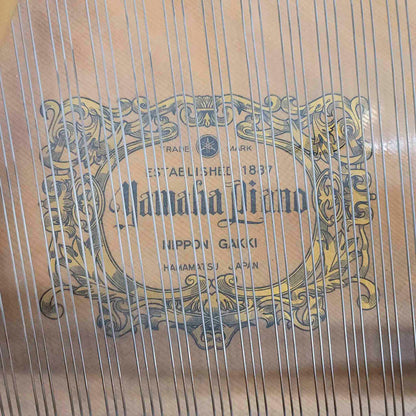 TRADE MARK
ESTABLISHED 1887
Yamaha Piano
NIPPON GAKKI
HAMAMATSU JAPAN